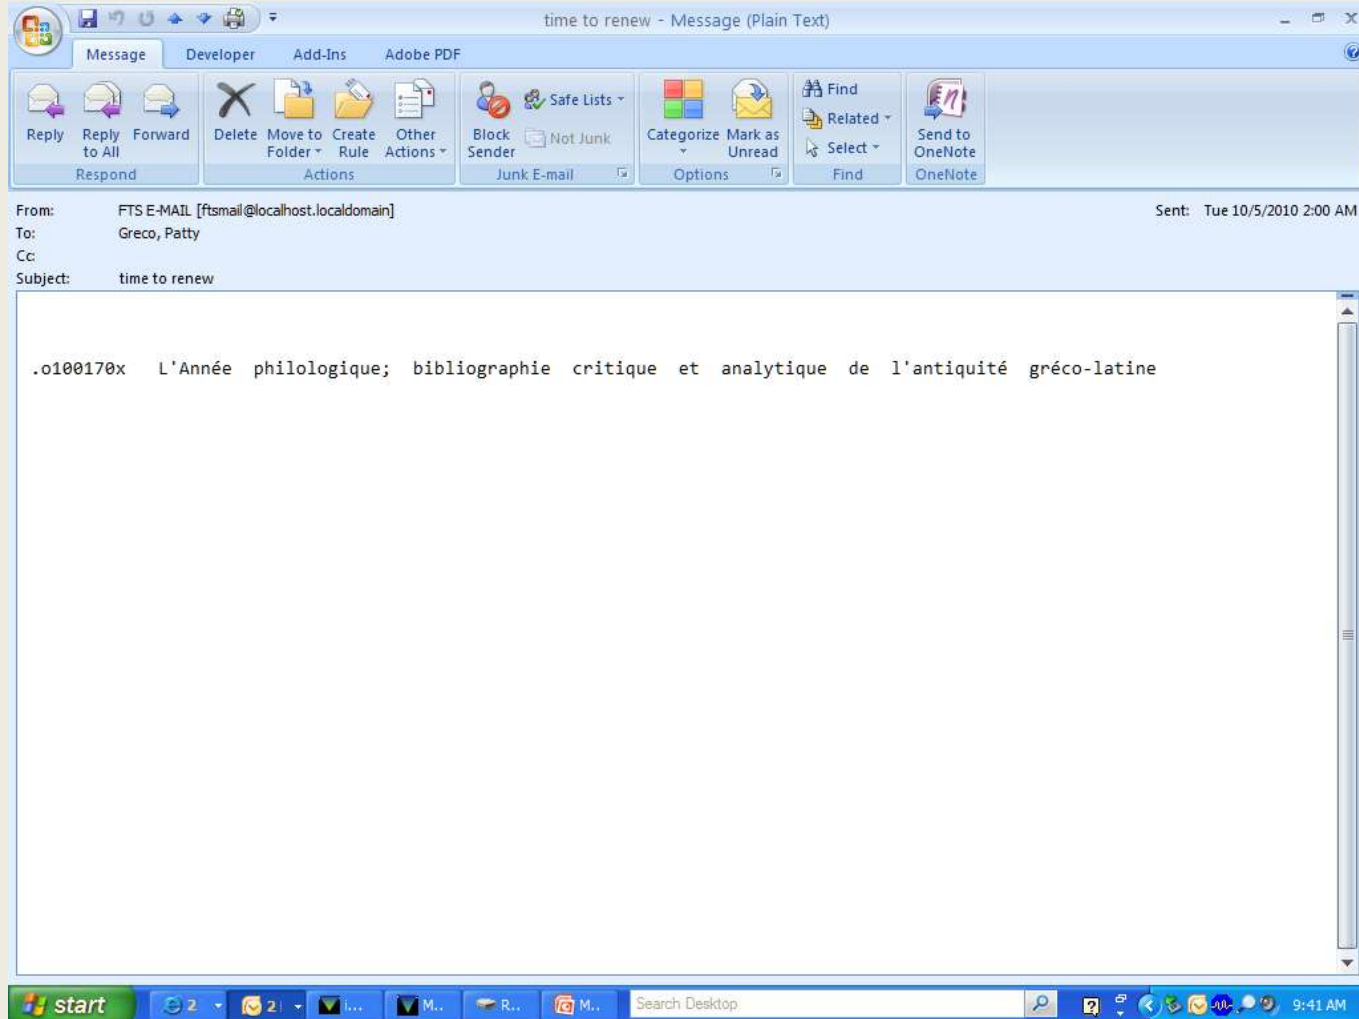 time to renew - Message (Plain Text)
Message Developer Add-Ins Adobe PDF
Reply
Reply to All
Forward
Delete
Move to Folder
Create Rule
Other Actions
Block Sender
Safe Lists
Not Junk
Categorize
Mark as Unread
Find
Related
Select
Send to OneNote
Respond Actions Junk E-mail Options Find OneNote
From: FTS E-MAIL [ftsmail@localhost.localdomain] Sent: Tue 10/5/2010 2:00 AM
To: Greco, Patty
Cc:
Subject: time to renew
.o100170x L'Année philologique; bibliographie critique et analytique de l'antiquité gréco-latine
start 2 2 i... M.. R.. M.. Search Desktop 9:41 AM